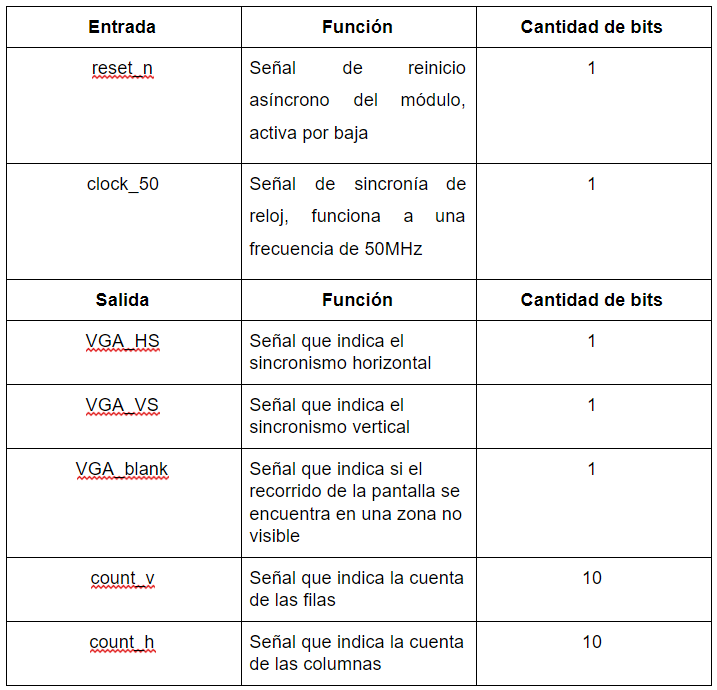 Entrada Función Cantidad de bits
reset_n Señal de reinicio 1
asíncrono del módulo,
activa por baja
clock_50 Señal de sincronía de 1
reloj, funciona a una
frecuencia de 50MHz
Salida Función Cantidad de bits
VGA_HS Señal que indica el 1
sincronismo horizontal
VGA_VS Señal que indica el 1
sincronismo vertical
VGA_blank Señal que indica si el 1
recorrido de la pantalla se
encuentra en una zona no
visible
count_v Señal que indica la cuenta 10
de las filas
count_h Señal que indica la cuenta 10
de las columnas